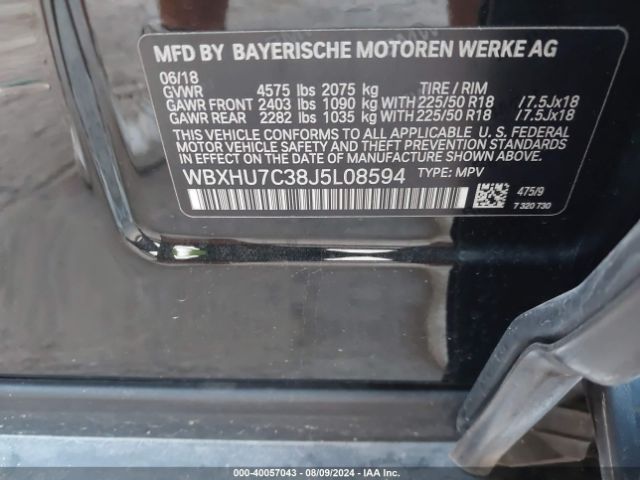 MFD BY BAYERISCHE MOTOREN WERKE AG
06/18
GVWR 4575 lbs 2075 kg TIRE / RIM
GAWR FRONT 2403 lbs 1090 kg WITH 225/50 R18 /7.5Jx18
GAWR REAR 2282 lbs 1035 kg WITH 225/50 R18 /7.5Jx18
THIS VEHICLE CONFORMS TO ALL APPLICABLE U. S. FEDERAL
MOTOR VEHICLE SAFETY, BUMPER, AND THEFT PREVENTION
STANDARDS IN EFFECT ON THE DATE OF MANUFACTURE SHOWN ABOVE.
WBXHU7C38J5L08594 TYPE: MPV
475/9
7 320 730
000-40057043 - 08/09/2024 - IAA Inc.